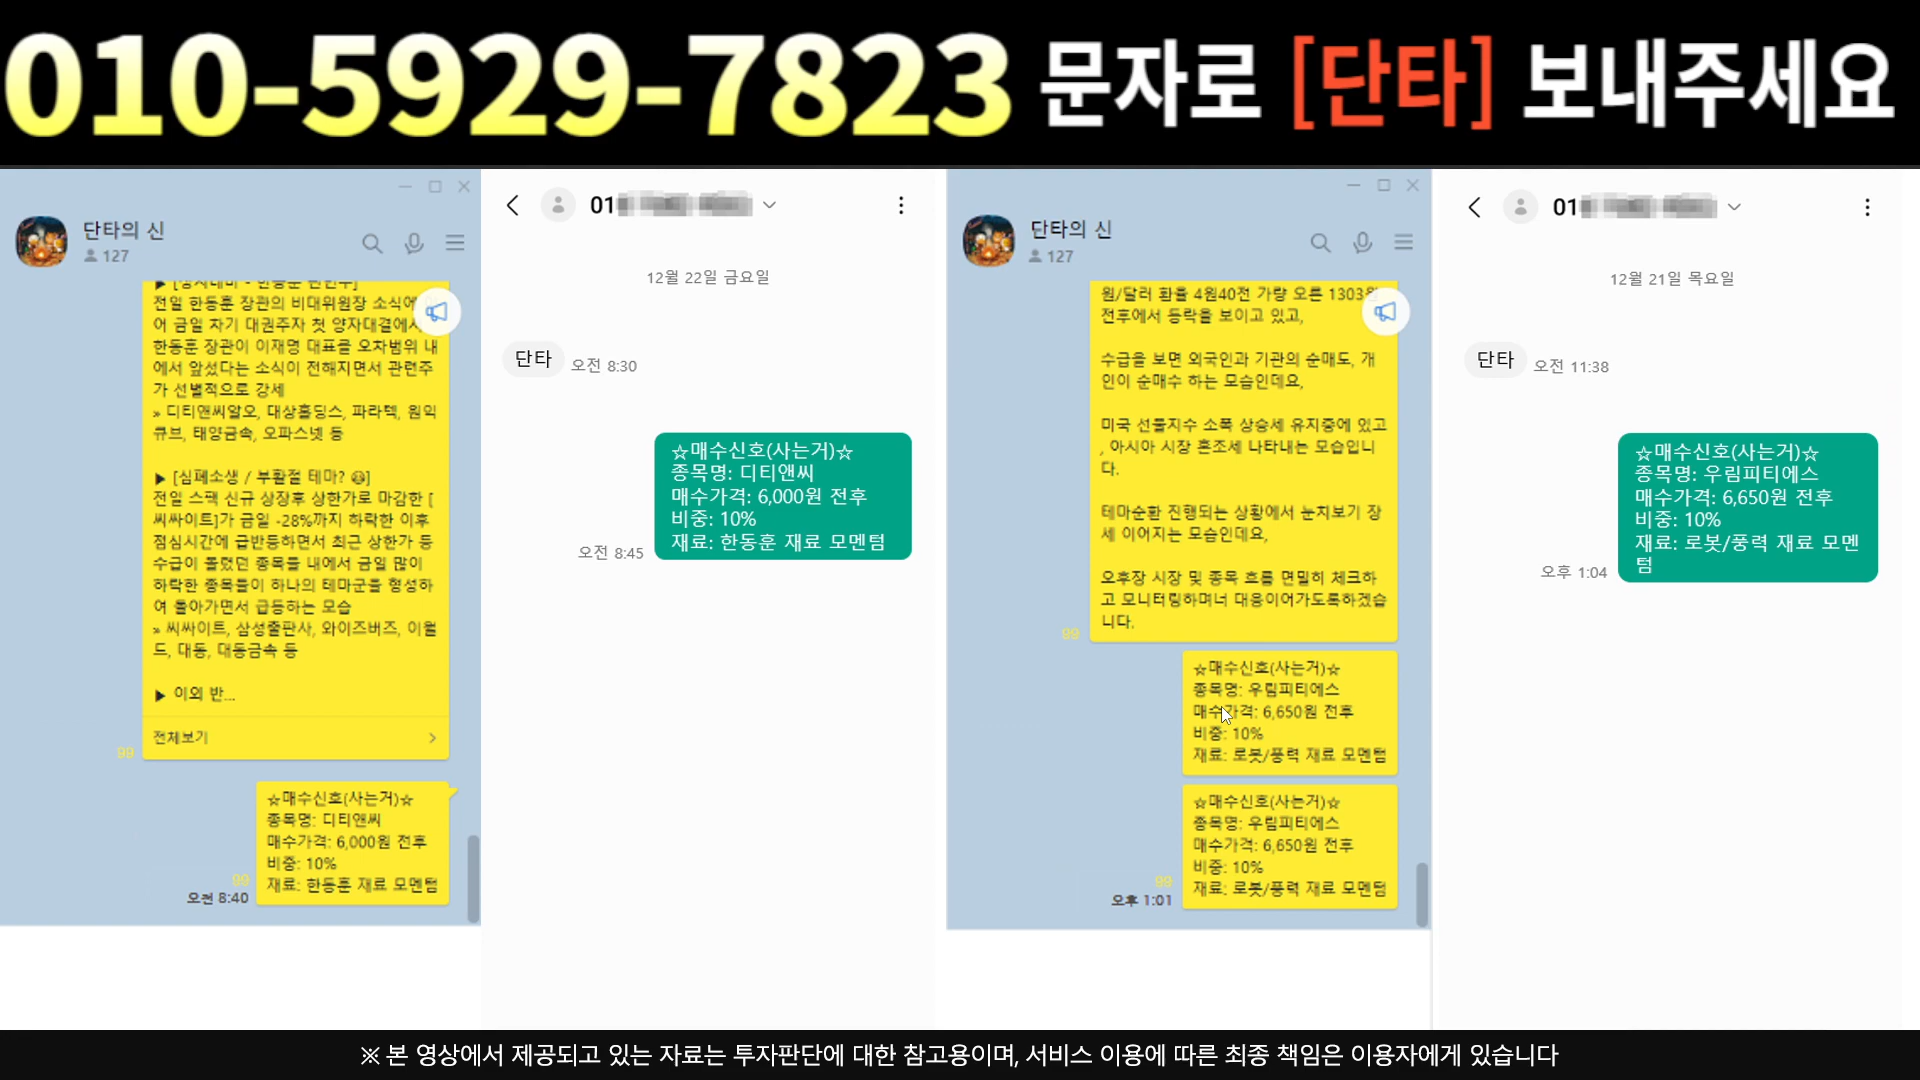 010-5929-7823 문자로 [단타] 보내주세요
단타의 신
127
전일 한동훈 장관의 비대위원장 소식에
어 금일 차기 대권주자 첫 양자대결에서
한동훈 장관이 이재명 대표를 오차범위 내
에서 앞섰다는 소식이 전해지면서 관련주
가 선별적으로 강세
» 디티앤씨알오, 대상홀딩스, 파라텍, 원익
큐브, 태양금속, 오파스넷 등
▶ [심폐소생 / 부활절 테마? 😆]
전일 스팩 신규 상장후 상한가로 마감한 [
씨싸이트]가 금일 -28%까지 하락한 이후
점심시간에 급반등하면서 최근 상한가 등
수급이 몰렸던 종목들 내에서 금일 많이
하락한 종목들이 하나의 테마군을 형성하
여 돌아가면서 급등하는 모습
» 씨싸이트, 삼성출판사, 와이즈버즈, 이월
드, 대동, 대동금속 등
▶ 이외 반...
전체보기
99
☆매수신호(사는거)☆
종목명: 디티앤씨
매수가격: 6,000원 전후
비중: 10%
재료: 한동훈 재료 모멘텀
99
오전 8:40
01
12월 22일 금요일
단타
오전 8:30
☆매수신호(사는거)☆
종목명: 디티앤씨
매수가격: 6,000원 전후
비중: 10%
재료: 한동훈 재료 모멘텀
오전 8:45
단타의 신
127
원/달러 환율 4원40전 가량 오른 1303원
전후에서 등락을 보이고 있고,
수급을 보면 외국인과 기관의 순매도, 개
인이 순매수 하는 모습인데요,
미국 선물지수 소폭 상승세 유지중에 있고
, 아시아 시장 혼조세 나타내는 모습입니
다.
테마순환 진행되는 상황에서 눈치보기 장
세 이어지는 모습인데요,
오후장 시장 및 종목 흐름 면밀히 체크하
고 모니터링하며너 대응이어가도록하겠습
니다.
99
☆매수신호(사는거)☆
종목명: 우림피티에스
매수가격: 6,650원 전후
비중: 10%
재료: 로봇/풍력 재료 모멘텀
☆매수신호(사는거)☆
종목명: 우림피티에스
매수가격: 6,650원 전후
비중: 10%
재료: 로봇/풍력 재료 모멘텀
99
오후 1:01
01
12월 21일 목요일
단타
오전 11:38
☆매수신호(사는거)☆
종목명: 우림피티에스
매수가격: 6,650원 전후
비중: 10%
재료: 로봇/풍력 재료 모멘
텀
오후 1:04
※ 본 영상에서 제공되고 있는 자료는 투자판단에 대한 참고용이며, 서비스 이용에 따른 최종 책임은 이용자에게 있습니다